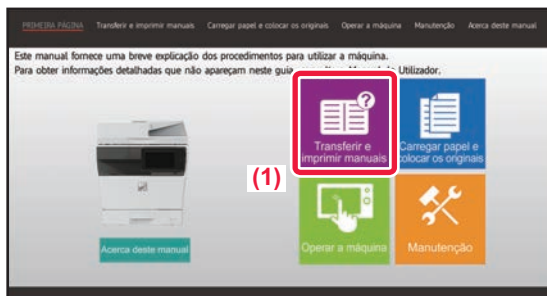 PRIMEIRA PÁGINA Transferir e imprimir manuais Carregar papel e colocar os originais Operar a máquina Manutenção Acerca deste manual
Este manual fornece uma breve explicação dos procedimentos para utilizar a máquina.
Para obter informações detalhadas que não apareçam neste guia, Utilizador.
Transferir e
imprimir manuais
Carregar papel e
colocar os originais
(1)
Acerca deste manual
Operar a máquina
Manutenção